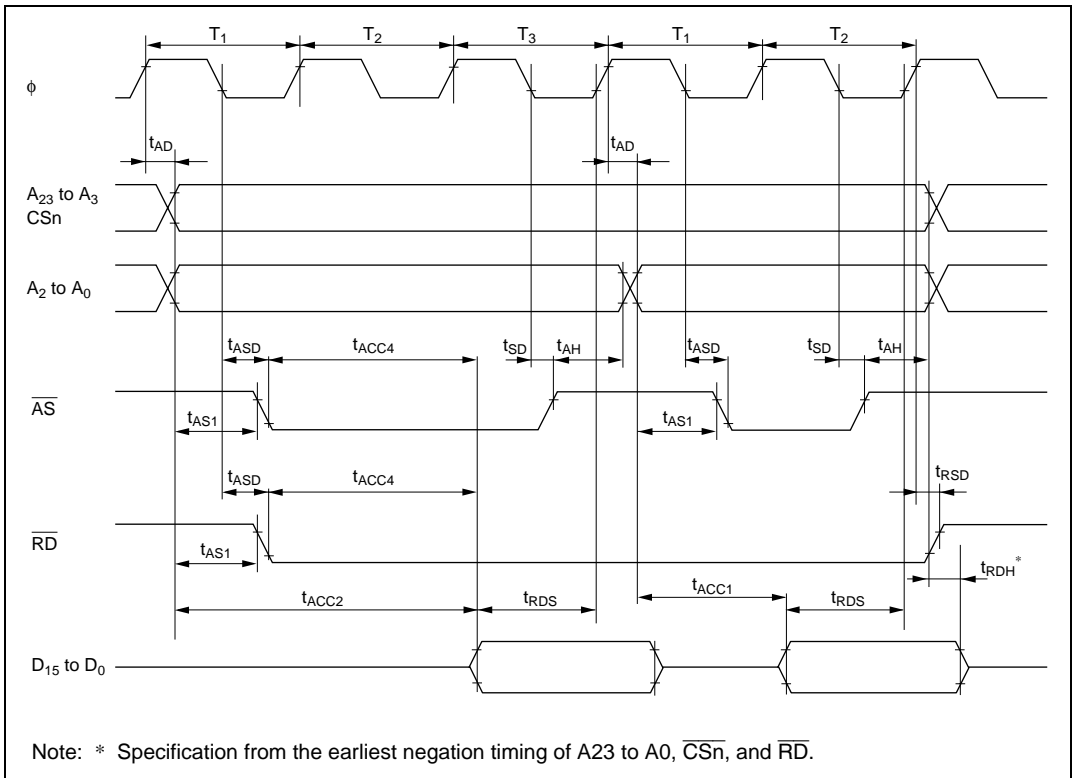 T1 T2 T3 T1 T2
ϕ
tAD tAD
A23 to A3
CSn
A2 to A0
tASD tACC4 tSD tAH tASD tSD tAH
AS
tAS1 tAS1
tASD tACC4 tRSD
RD
tAS1 tRDH*
tACC2 tRDS tACC1 tRDS
D15 to D0
Note: * Specification from the earliest negation timing of A23 to A0, CSn, and RD.